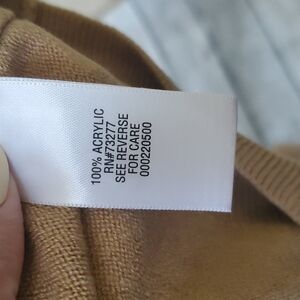 100% ACRYLIC
RN#73277
SEE REVERSE
FOR CARE
000220500